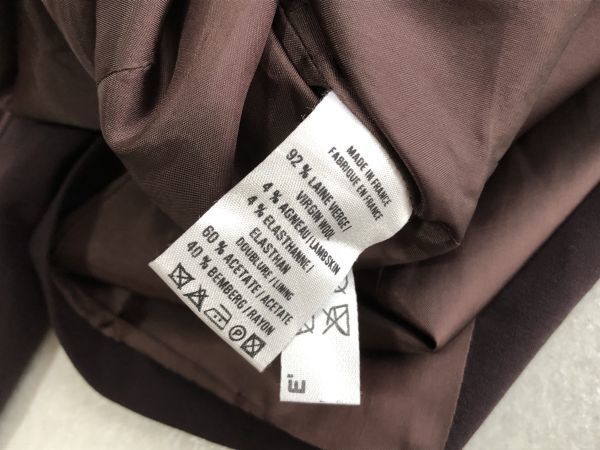 MADE IN FRANCE
FABRIQUE EN FRANCE
92 % LAINE VIERGE/
VIRGIN WOOL
4 % AGNEAU/LAMBSKIN
4 % ELASTHANNE/
ELASTHAN
DOUBLURE / LINING
60 % ACETATE/ACETATE
40 % BEMBERG/RAYON
P